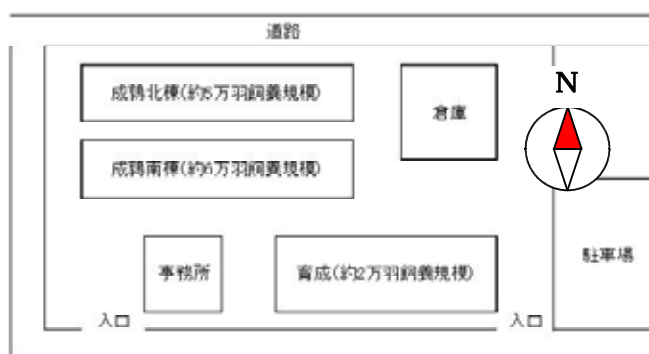 道路
成鶉北棟(約5万羽飼養規模)
倉庫
N
成鶉南棟(約6万羽飼養規模)
事務所
育成(約2万羽飼養規模)
駐車場
入口
入口